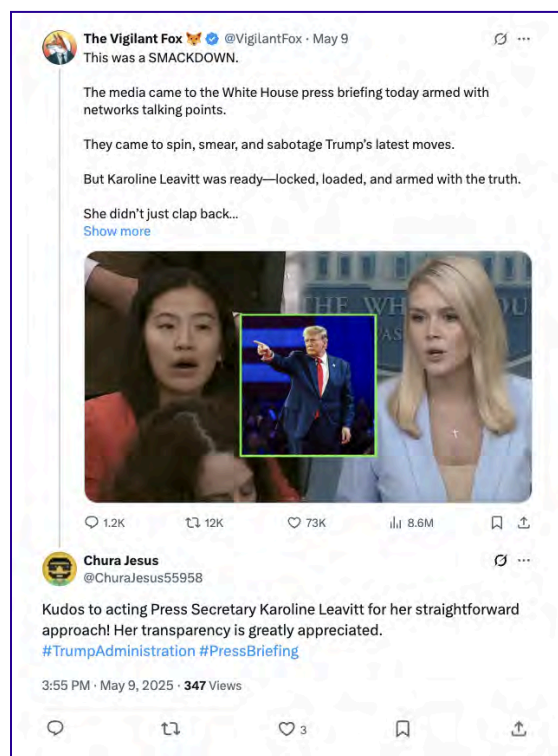 The Vigilant Fox 🦊 @VigilantFox · May 9
This was a SMACKDOWN.
The media came to the White House press briefing today armed with
networks talking points.
They came to spin, smear, and sabotage Trump's latest moves.
But Karoline Leavitt was ready—locked, loaded, and armed with the truth.
She didn't just clap back...
Show more
THE WH OU
WAS
1.2K 12K 73K 8.6M
Chura Jesus
@ChuraJesus55958
Kudos to acting Press Secretary Karoline Leavitt for her straightforward
approach! Her transparency is greatly appreciated.
#TrumpAdministration #PressBriefing
3:55 PM · May 9, 2025 · 347 Views
3